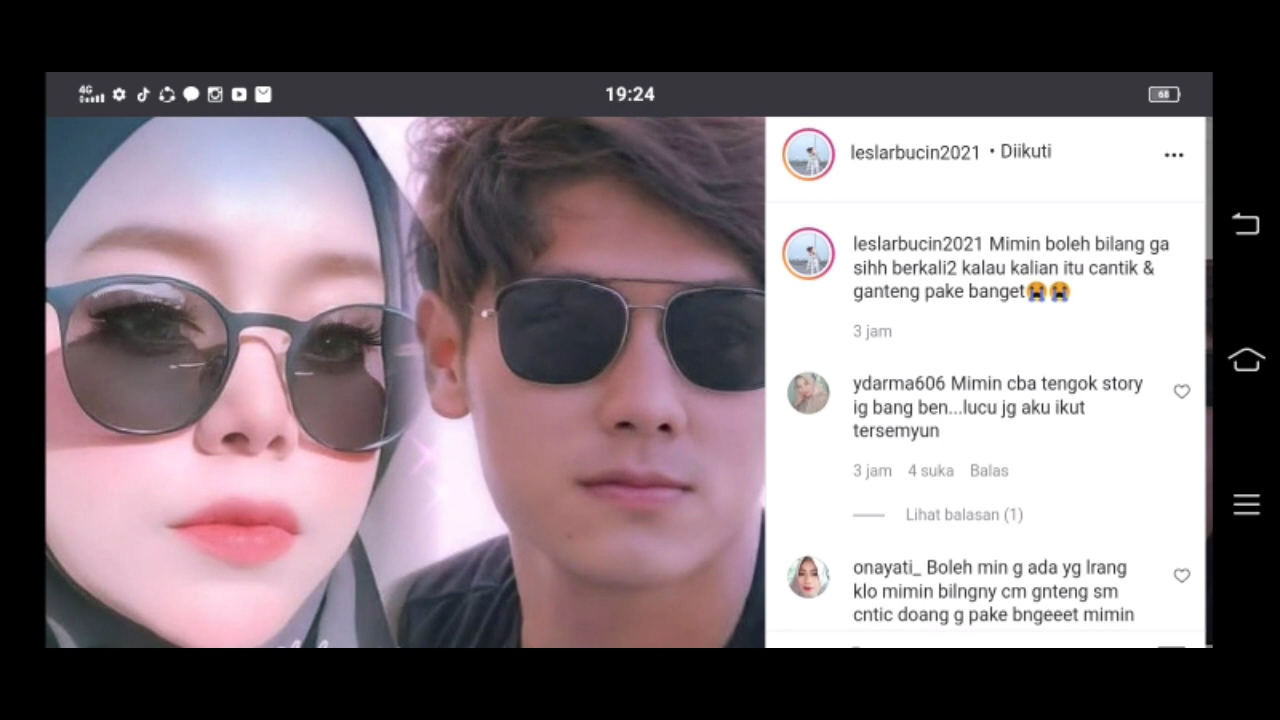 4G
19:24
68
leslarbucin2021 • Diikuti
leslarbucin2021 Mimin boleh bilang ga
sihh berkali2 kalau kalian itu cantik &
ganteng pake banget😭😭
3 jam
ydarma606 Mimin cba tengok story
ig bang ben...lucu jg aku ikut
tersemyun
3 jam 4 suka Balas
Lihat balasan (1)
onayati_ Boleh min g ada yg lrang
klo mimin bilngny cm gnteng sm
cntic doang g pake bngeeet mimin